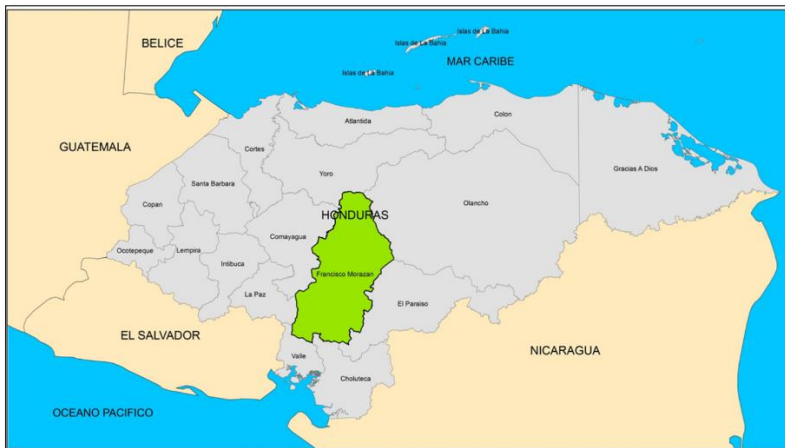 Islas de La Bahia
BELICE
Islas de La Bahia
MAR CARIBE
Islas de La Bahia
Atlantida
Colon
GUATEMALA
Cortes
Yoro
Gracias A Dios
Santa Barbara
Copan
Olancho
HONDURAS
Comayagua
Ocotepeque
Lempira
Intibuca
Francisco Morazan
La Paz
El Paraiso
EL SALVADOR
NICARAGUA
Valle
Choluteca
OCEANO PACIFICO